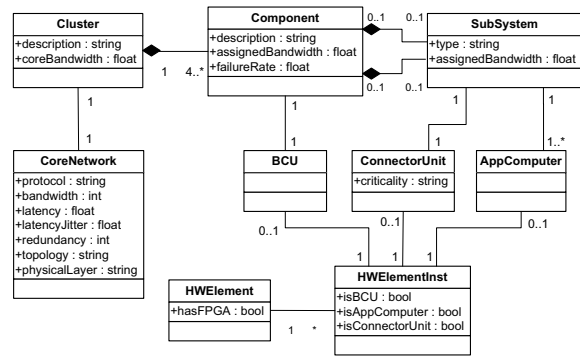 Cluster
+description : string
+coreBandwidth : float
1
4..*
Component
+description : string
+assignedBandwidth : float
+failureRate : float
0..1
0..1
0..1
0..1
SubSystem
+type : string
+assignedBandwidth : float
1
1
1
1
1
1
1
1..*
CoreNetwork
+protocol : string
+bandwidth : int
+latency : float
+latencyJitter : float
+redundancy : int
+topology : string
+physicalLayer : string
BCU
ConnectorUnit
+criticality : string
AppComputer
0..1
0..1
0..1
1
1
1
HWElement
+hasFPGA : bool
1
*
HWElementInst
+isBCU : bool
+isAppComputer : bool
+isConnectorUnit : bool